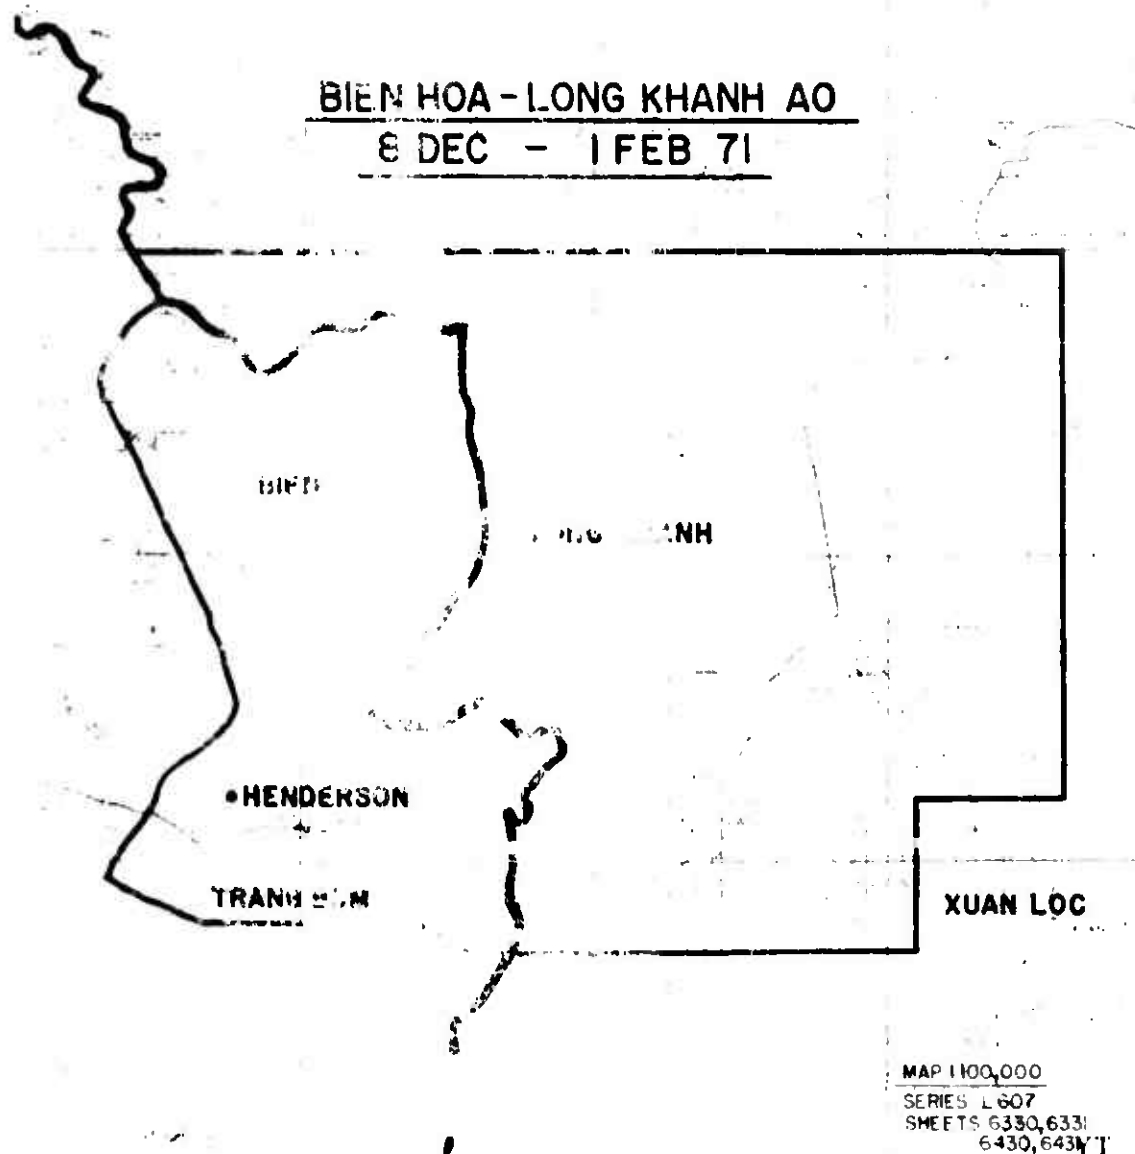 BIEN HOA - LONG KHANH AO
8 DEC - 1 FEB 71
BIEN
HENDERSON
XUAN LOC
MAP 1:100,000
SERIES L607
SHEETS 6330, 6331
6430, 6431